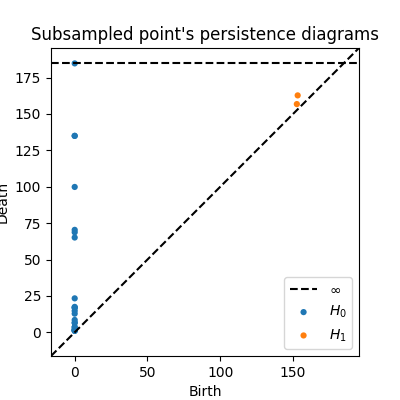 Subsampled point's persistence diagrams
175
150
125
100
75
50
25
0
Death
0 50 100 150
Birth
∞
H₀
H₁